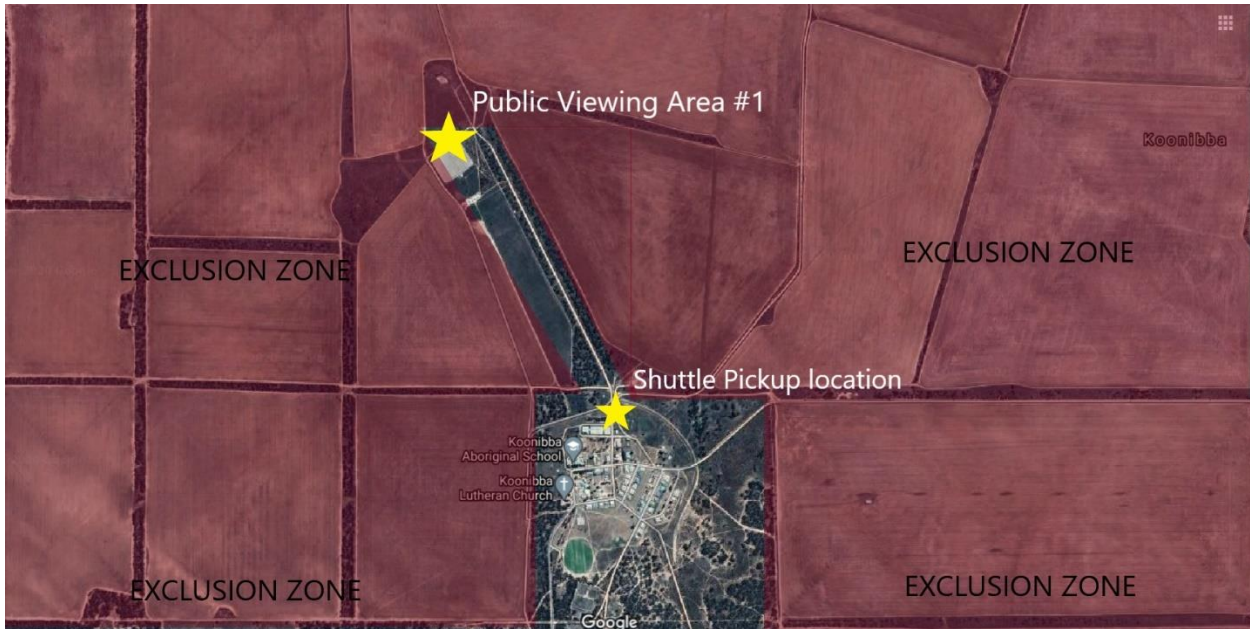 Public Viewing Area #1
Koonibba
EXCLUSION ZONE
EXCLUSION ZONE
Shuttle Pickup location
Koonibba
Aboriginal School
Koonibba
Lutheran Church
EXCLUSION ZONE
EXCLUSION ZONE
Google